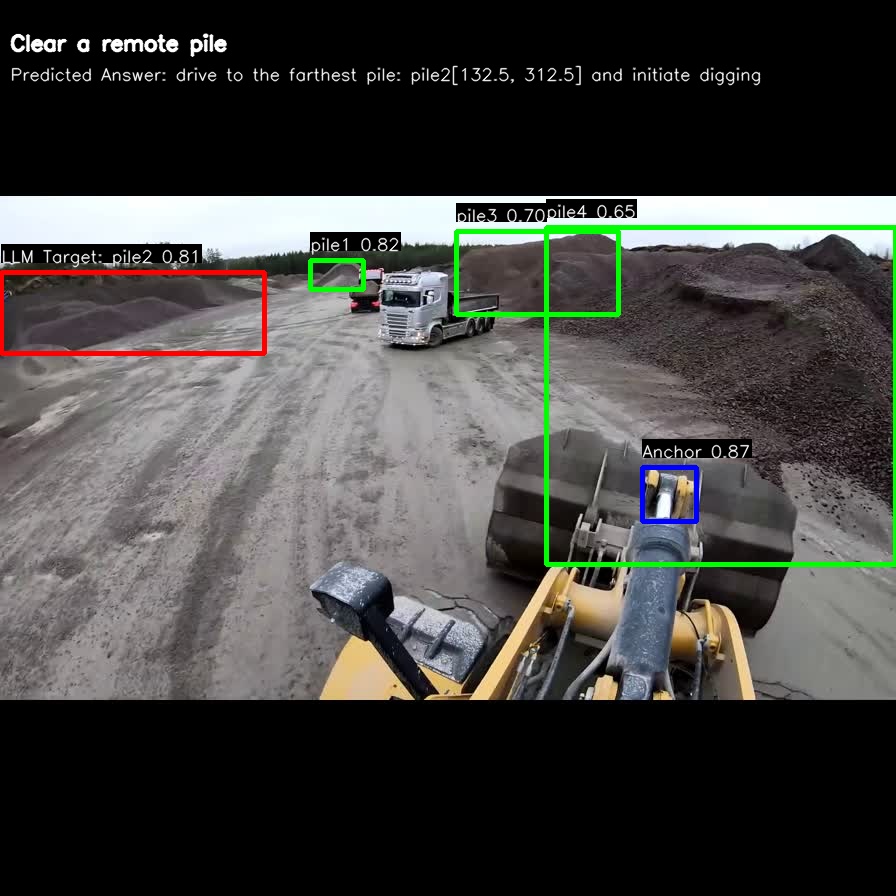 Clear a remote pile
Predicted Answer: drive to the farthest pile: pile2[132.5, 312.5] and initiate digging
pile3 0.70
pile4 0.65
pile1 0.82
LLM Target: pile2 0.81
Anchor 0.87